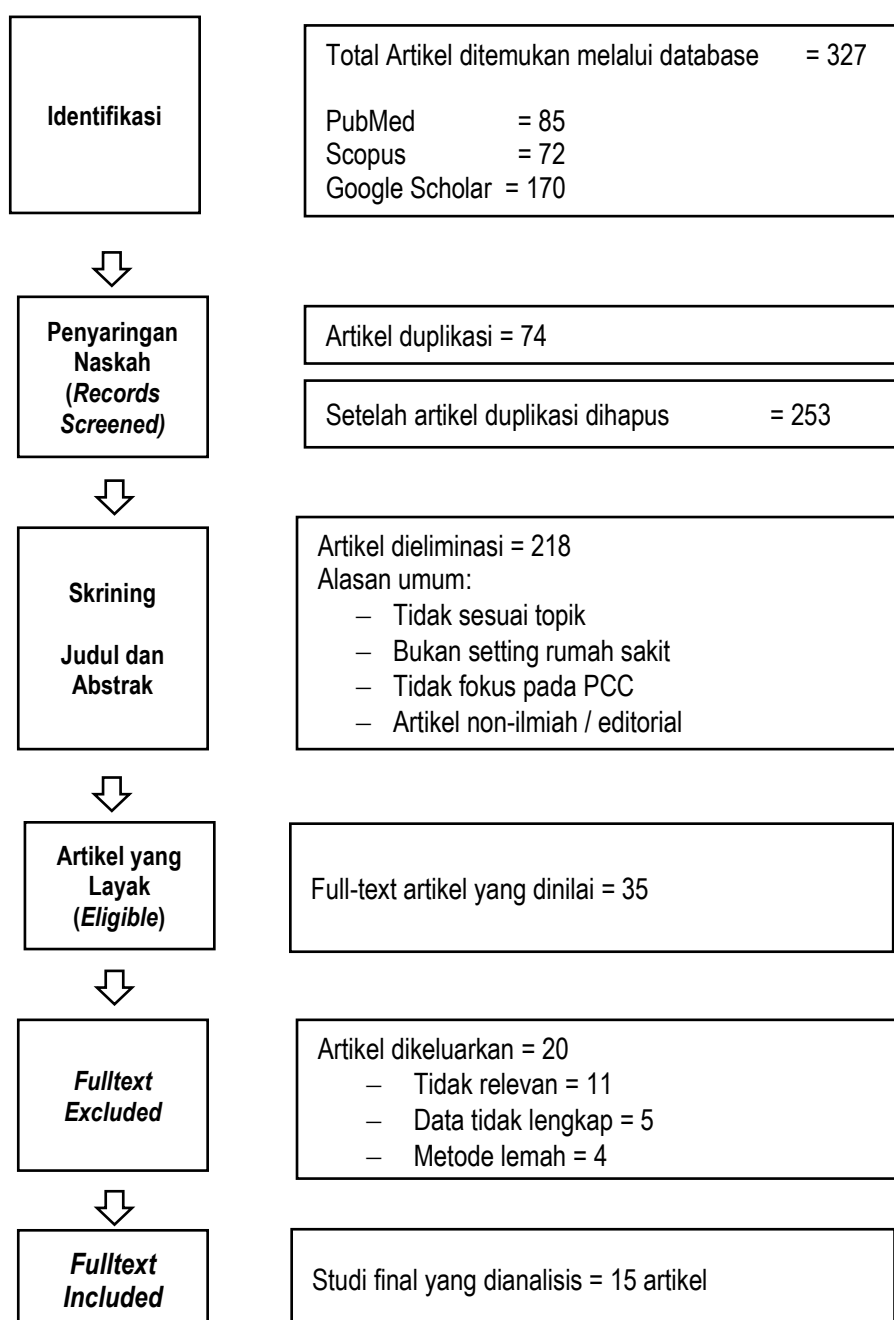 Identifikasi
Total Artikel ditemukan melalui database = 327
PubMed = 85
Scopus = 72
Google Scholar = 170
Penyaringan
Naskah
(Records
Screened)
Artikel duplikasi = 74
Setelah artikel duplikasi dihapus = 253
Skrining
Judul dan
Abstrak
Artikel dieliminasi = 218
Alasan umum:
– Tidak sesuai topik
– Bukan setting rumah sakit
– Tidak fokus pada PCC
– Artikel non-ilmiah / editorial
Artikel yang
Layak
(Eligible)
Full-text artikel yang dinilai = 35
Fulltext
Excluded
Artikel dikeluarkan = 20
– Tidak relevan = 11
– Data tidak lengkap = 5
– Metode lemah = 4
Fulltext
Included
Studi final yang dianalisis = 15 artikel